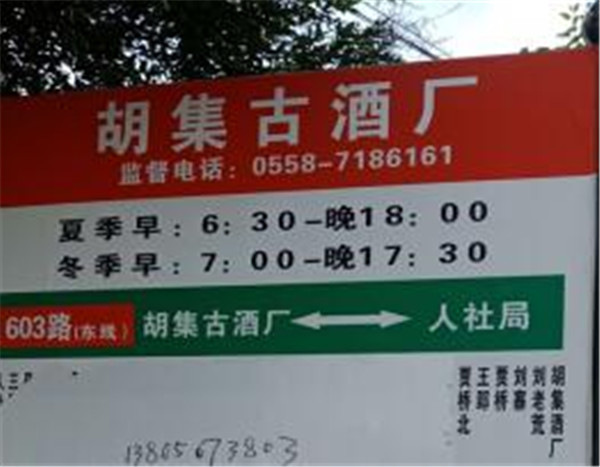 胡集古酒厂
监督电话：0558-7186161
夏季早：6：30-晚18：00
冬季早：7：00-晚17：30
603路(东线) 胡集古酒厂 人社局
胡集酒厂
刘老荒
刘寨
贾桥
王郢
贾桥北
13805673803